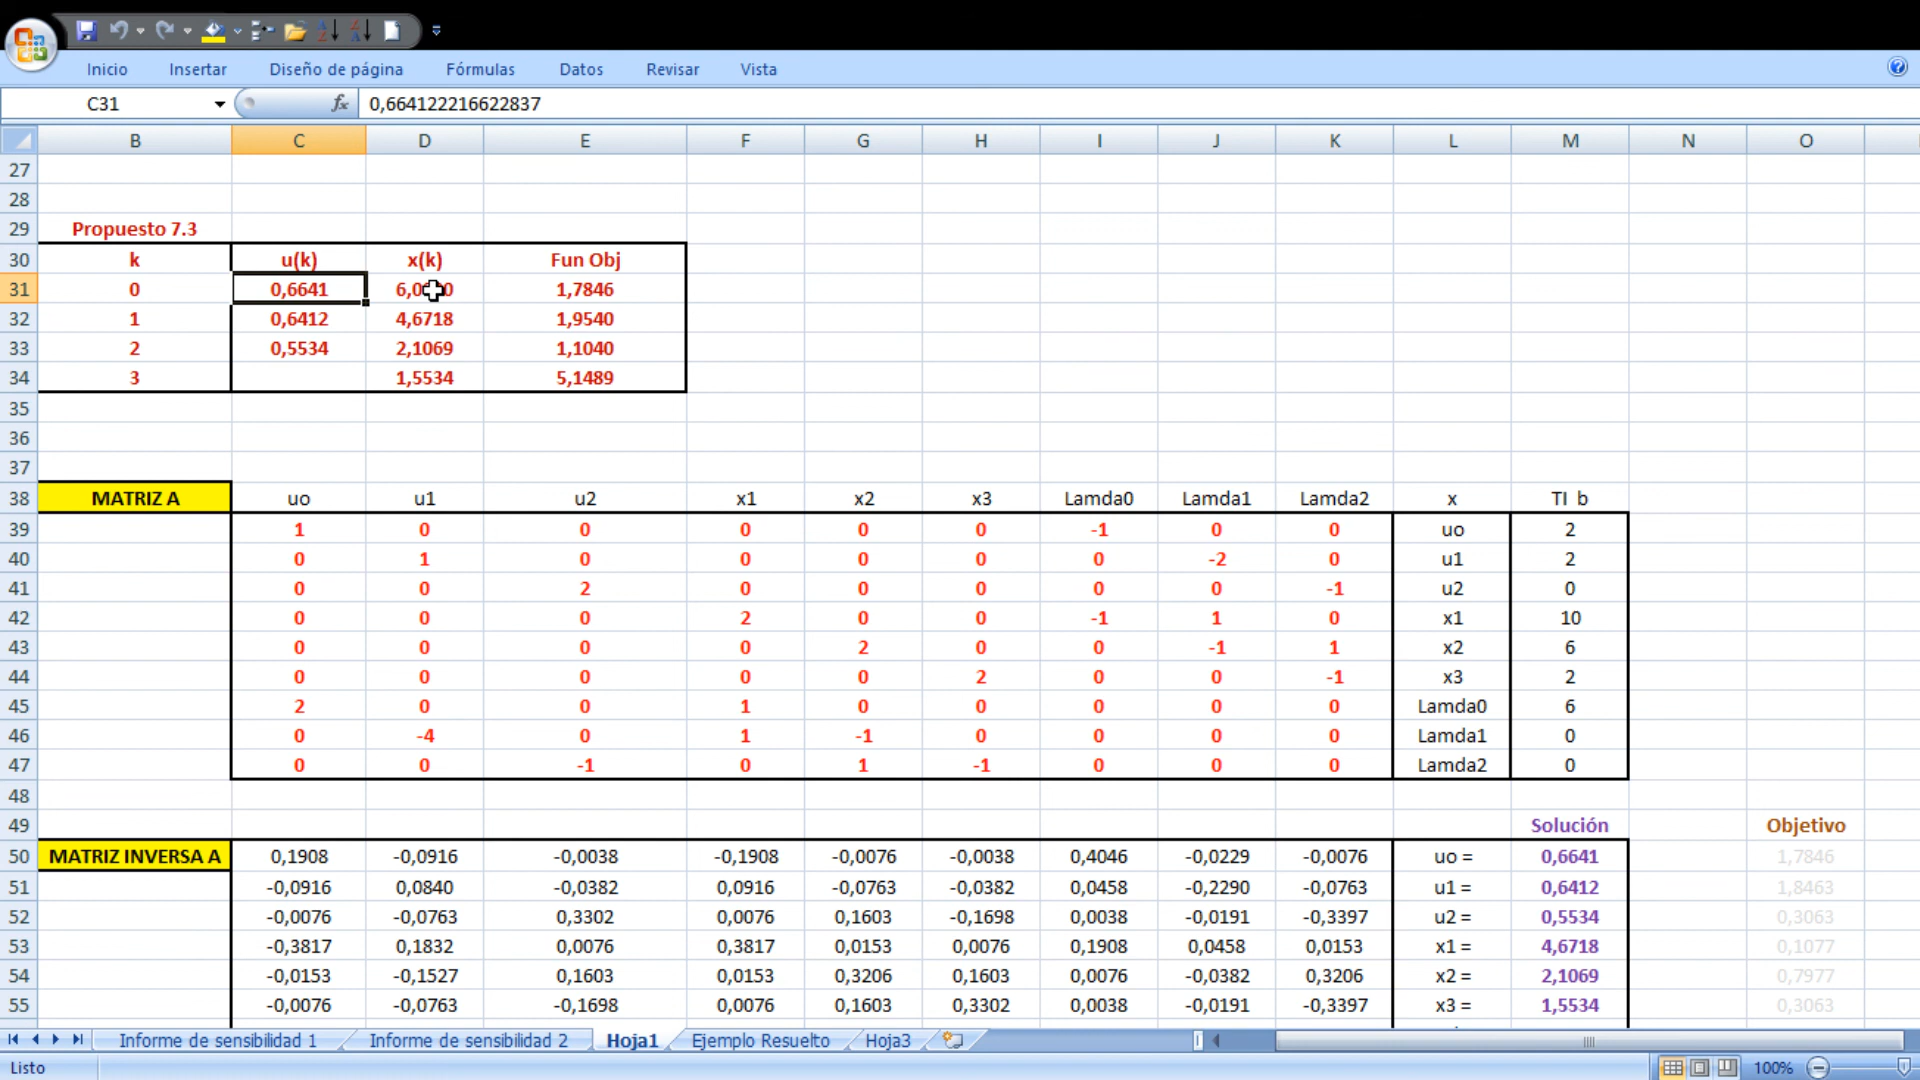 Inicio Insertar Diseño de página Fórmulas Datos Revisar Vista
C31 fx 0,664122216622837
B C D E F G H I J K L M N O
27
28
29 Propuesto 7.3
30 k u(k) x(k) Fun Obj
31 0 0,6641 1,7846
32 1 0,6412 4,6718 1,9540
33 2 0,5534 2,1069 1,1040
34 3 1,5534 5,1489
35
36
37
38 MATRIZ A uo u1 u2 x1 x2 x3 Lamda0 Lamda1 Lamda2 x TI b
39 1 0 0 0 0 0 -1 0 0 uo 2
40 0 1 0 0 0 0 0 -2 0 u1 2
41 0 0 2 0 0 0 0 0 -1 u2 0
42 0 0 0 2 0 0 -1 1 0 x1 10
43 0 0 0 0 2 0 0 -1 1 x2 6
44 0 0 0 0 0 2 0 0 -1 x3 2
45 2 0 0 1 0 0 0 0 0 Lamda0 6
46 0 -4 0 1 -1 0 0 0 0 Lamda1 0
47 0 0 -1 0 1 -1 0 0 0 Lamda2 0
48
49 Solución Objetivo
50 MATRIZ INVERSA A 0,1908 -0,0916 -0,0038 -0,1908 -0,0076 -0,0038 0,4046 -0,0229 -0,0076 uo = 0,6641 1,7846
51 -0,0916 0,0840 -0,0382 0,0916 -0,0763 -0,0382 0,0458 -0,2290 -0,0763 u1 = 0,6412 1,8463
52 -0,0076 -0,0763 0,3302 0,0076 0,1603 -0,1698 0,0038 -0,0191 -0,3397 u2 = 0,5534 0,3063
53 -0,3817 0,1832 0,0076 0,3817 0,0153 0,0076 0,1908 0,0458 0,0153 x1 = 4,6718 0,1077
54 -0,0153 -0,1527 0,1603 0,0153 0,3206 0,1603 0,0076 -0,0382 0,3206 x2 = 2,1069 0,7977
55 -0,0076 -0,0763 -0,1698 0,0076 0,1603 0,3302 0,0038 -0,0191 -0,3397 x3 = 1,5534 0,3063
Informe de sensibilidad 1 Informe de sensibilidad 2 Hoja1 Ejemplo Resuelto Hoja3
Listo 100%